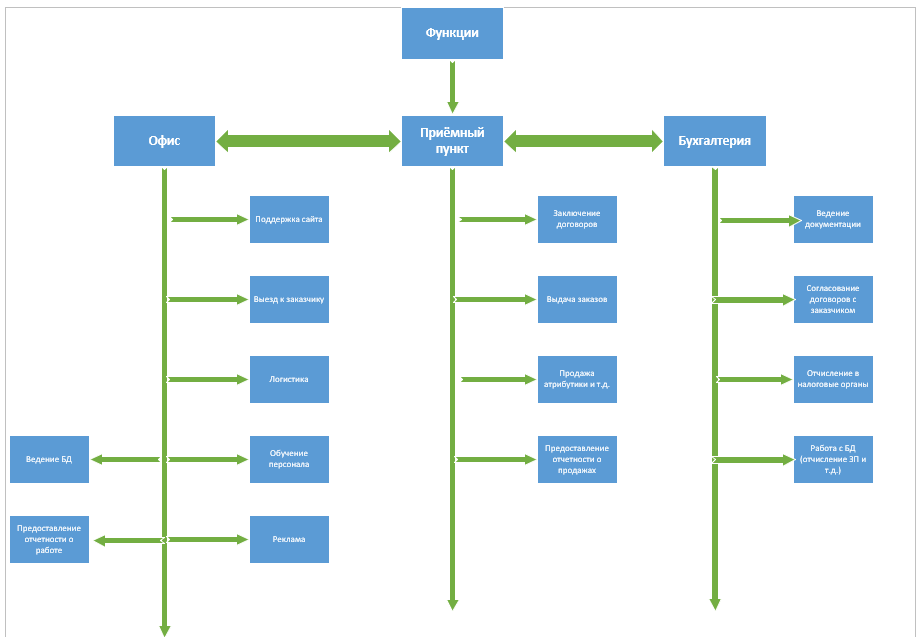 Функции
Офис
Приёмный
пункт
Бухгалтерия
Поддержка сайта
Заключение
договоров
Ведение
документации
Выезд к заказчику
Выдача заказов
Согласование
договоров с
заказчиком
Логистика
Продажа
атрибутики и т.д.
Отчисление в
налоговые органы
Ведение БД
Обучение
персонала
Предоставление
отчетности о
продажах
Работа с БД
(отчисление ЗП и
т.д.)
Предоставление
отчетности о
работе
Реклама